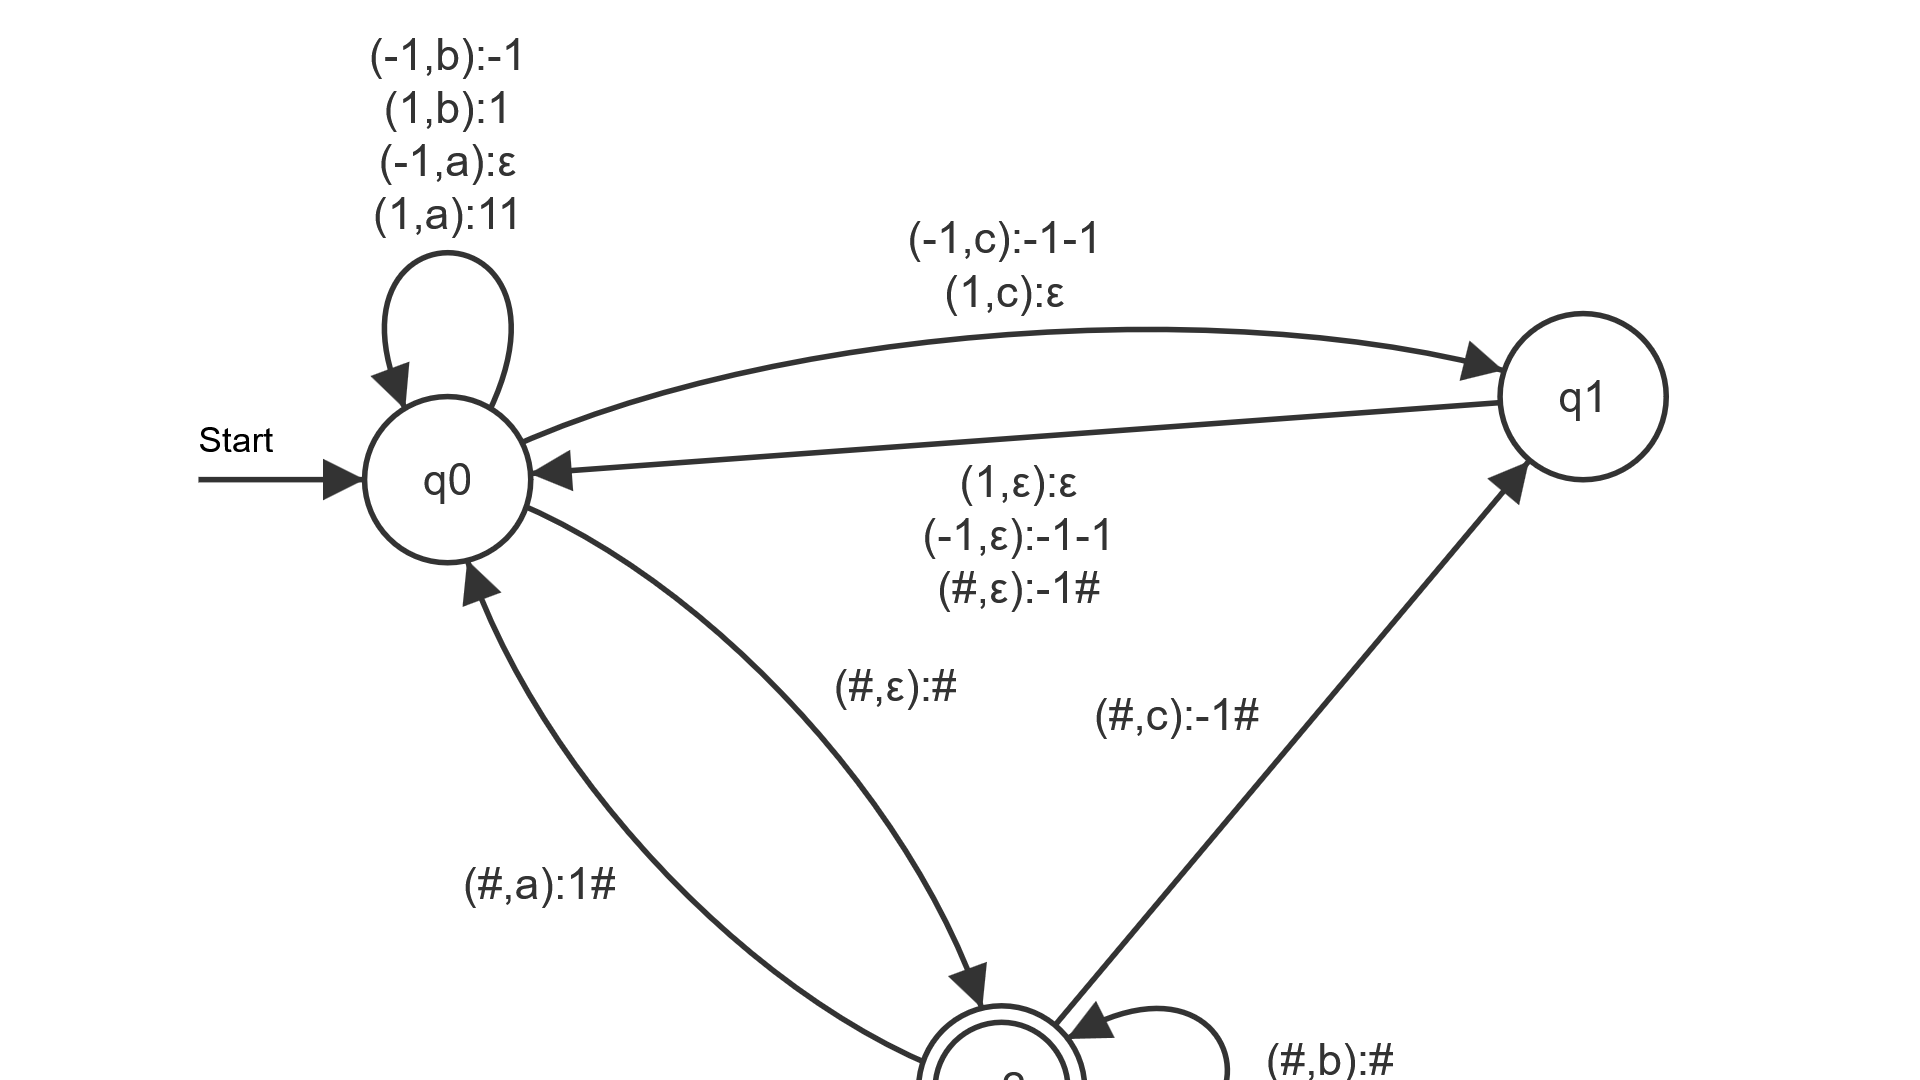 (-1,b):-1
(1,b):1
(-1,a):ε
(1,a):11
(-1,c):-1-1
(1,c):ε
q1
Start
q0
(1,ε):ε
(-1,ε):-1-1
(#,ε):-1#
(#,ε):#
(#,c):-1#
(#,a):1#
(#,b):#